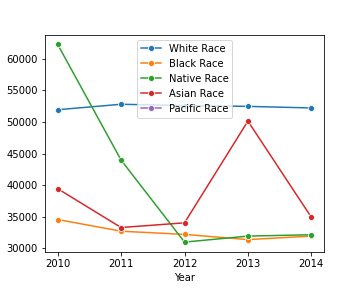 White Race
Black Race
Native Race
Asian Race
Pacific Race
60000
55000
50000
45000
40000
35000
30000
2010 2011 2012 2013 2014
Year